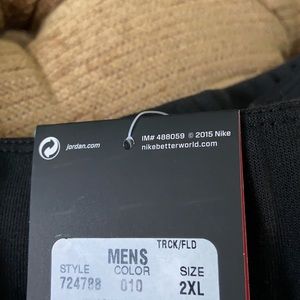 IM# 488059 © 2015 Nike
jordan.com
nikebetterworld.com
TRCK/FLD
MENS
STYLE COLOR SIZE
724788 010 2XL